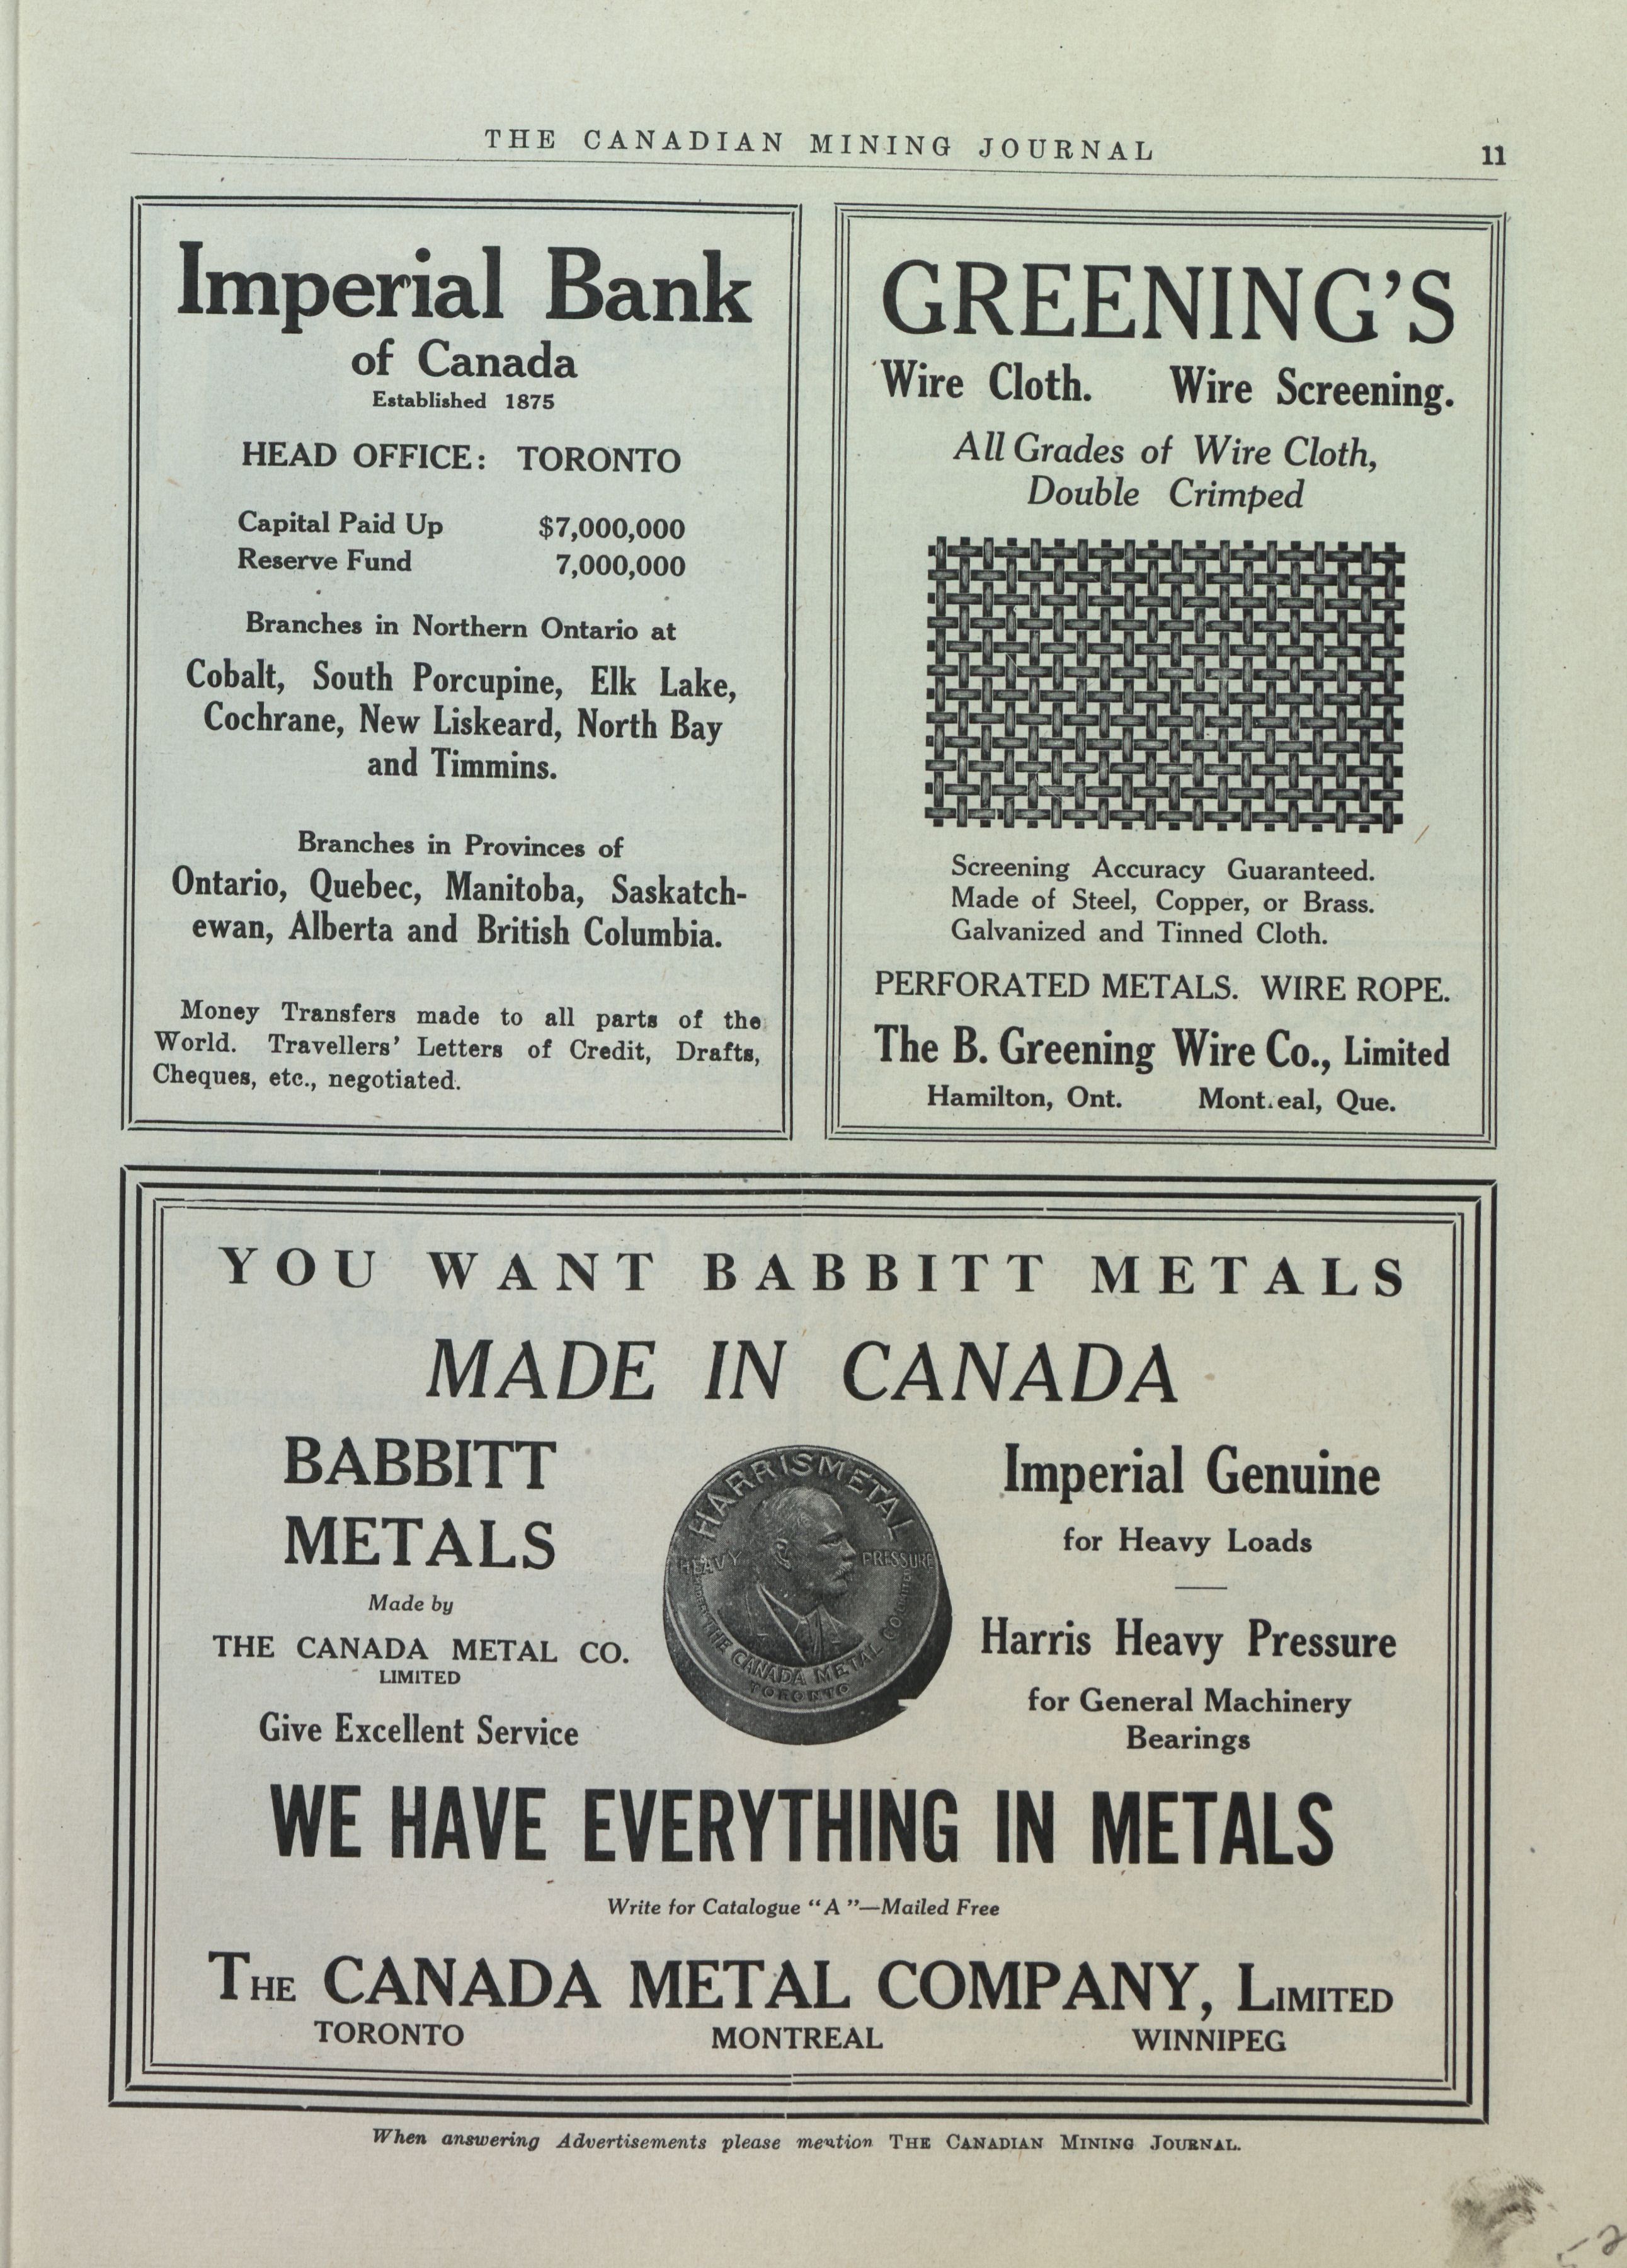 THE CANADIAN MINING JOURNAL 11
Imperial Bank
of Canada
Established 1875
HEAD OFFICE: TORONTO
Capital Paid Up $7,000,000
Reserve Fund 7,000,000
Branches in Northern Ontario at
Cobalt, South Porcupine, Elk Lake,
Cochrane, New Liskeard, North Bay
and Timmins.
Branches in Provinces of
Ontario, Quebec, Manitoba, Saskatch-
ewan, Alberta and British Columbia.
Money Transfers made to all parts of the
World. Travellers' Letters of Credit, Drafts,
Cheques, etc., negotiated.
GREENING'S
Wire Cloth. Wire Screening.
All Grades of Wire Cloth,
Double Crimped
Screening Accuracy Guaranteed.
Made of Steel, Copper, or Brass.
Galvanized and Tinned Cloth.
PERFORATED METALS. WIRE ROPE.
The B. Greening Wire Co., Limited
Hamilton, Ont. Mont.eal, Que.
YOU WANT BABBITT METALS
MADE IN CANADA
BABBITT
METALS
Made by
THE CANADA METAL CO.
LIMITED
Give Excellent Service
HARRIS METAL
HEAVY PRESSURE
THE CANADA METAL CO
TORONTO
Imperial Genuine
for Heavy Loads
Harris Heavy Pressure
for General Machinery
Bearings
WE HAVE EVERYTHING IN METALS
Write for Catalogue "A"—Mailed Free
THE CANADA METAL COMPANY, LIMITED
TORONTO MONTREAL WINNIPEG
When answering Advertisements please mention THE CANADIAN MINING JOURNAL.